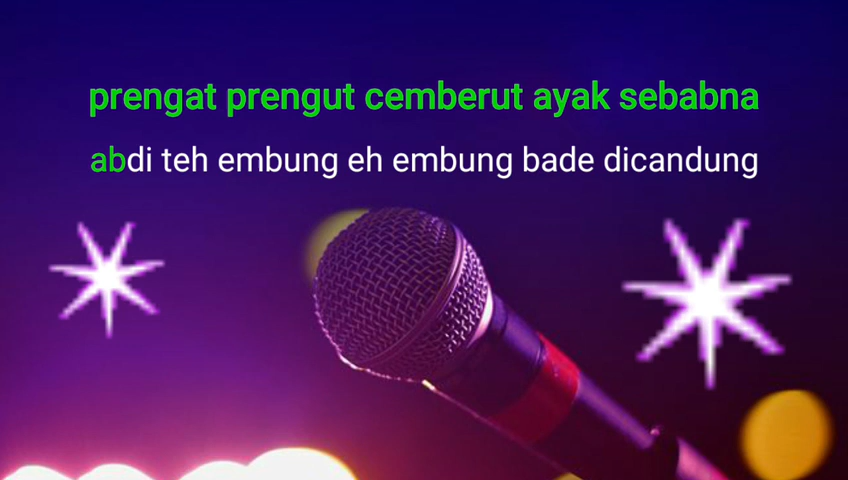 prengat prengut cemberut ayak sebabna
abdi teh embung eh embung bade dicandung